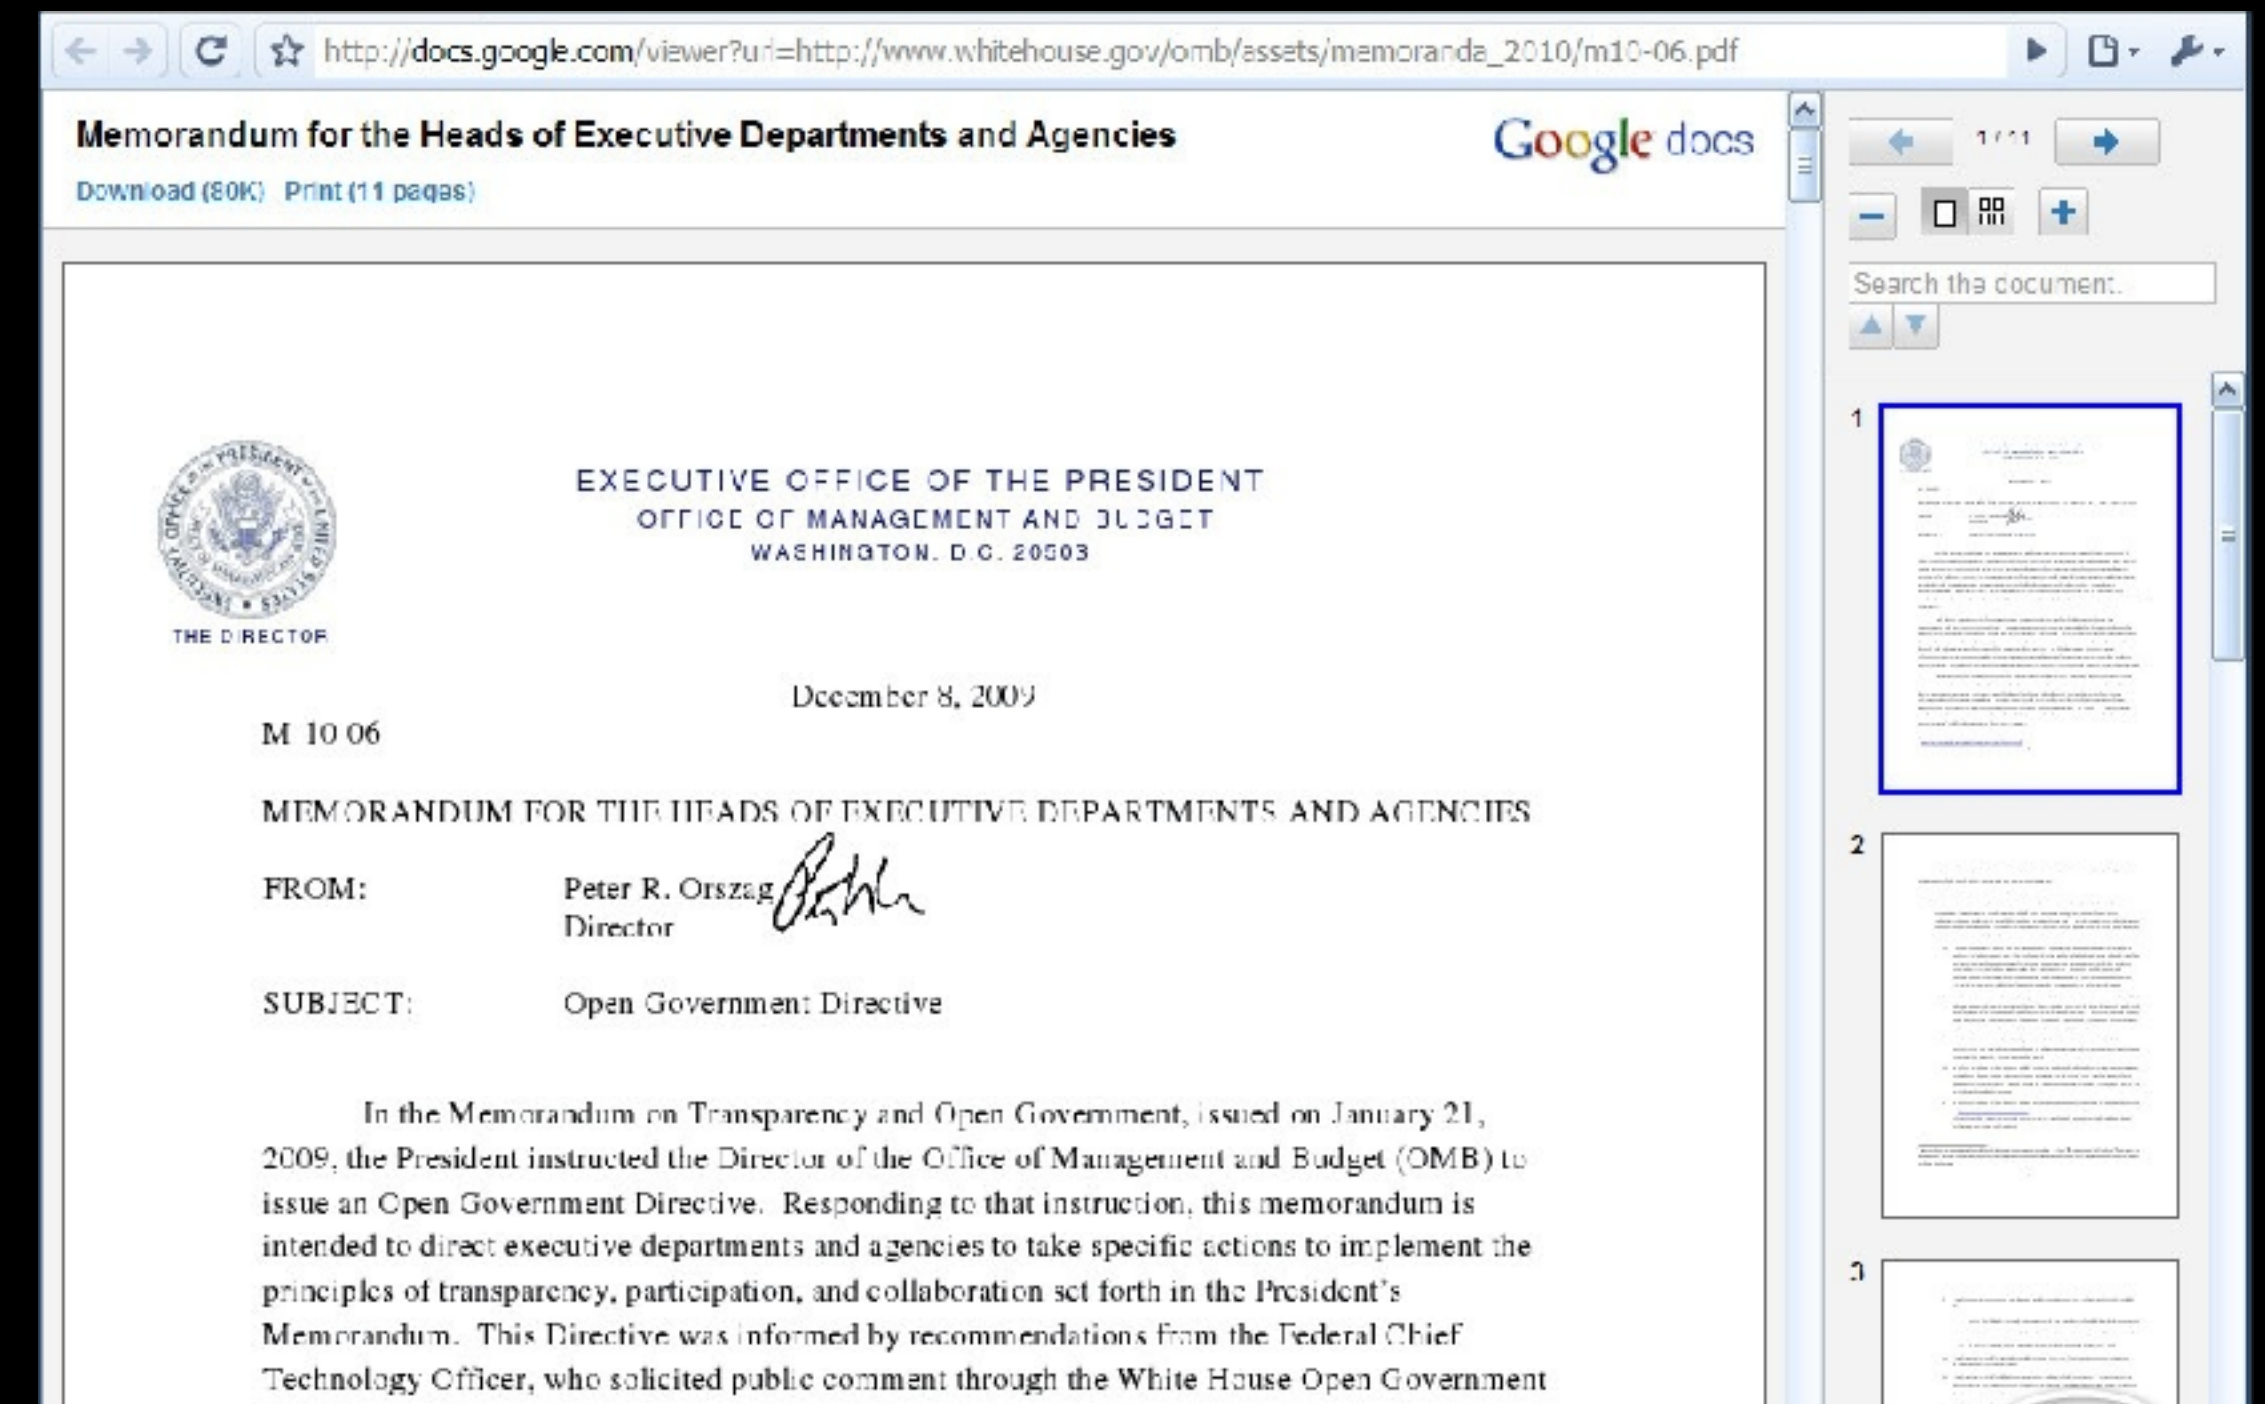 http://docs.google.com/viewer?url=http://www.whitehouse.gov/omb/assets/memoranda_2010/m10-06.pdf
Memorandum for the Heads of Executive Departments and Agencies
Google docs
Download (80K) Print (11 pages)
1 / 11
Search the document.
EXECUTIVE OFFICE OF THE PRESIDENT
OFFICE OF MANAGEMENT AND BUDGET
WASHINGTON, D.C. 20503
THE DIRECTOR
December 8, 2009
M 10 06
MEMORANDUM FOR THE HEADS OF EXECUTIVE DEPARTMENTS AND AGENCIES
FROM: Peter R. Orszag
Director
SUBJECT: Open Government Directive
In the Memorandum on Transparency and Open Government, issued on January 21,
2009, the President instructed the Director of the Office of Management and Budget (OMB) to
issue an Open Government Directive. Responding to that instruction, this memorandum is
intended to direct executive departments and agencies to take specific actions to implement the
principles of transparency, participation, and collaboration set forth in the President's
Memorandum. This Directive was informed by recommendations from the Federal Chief
Technology Officer, who solicited public comment through the White House Open Government
1
2
3